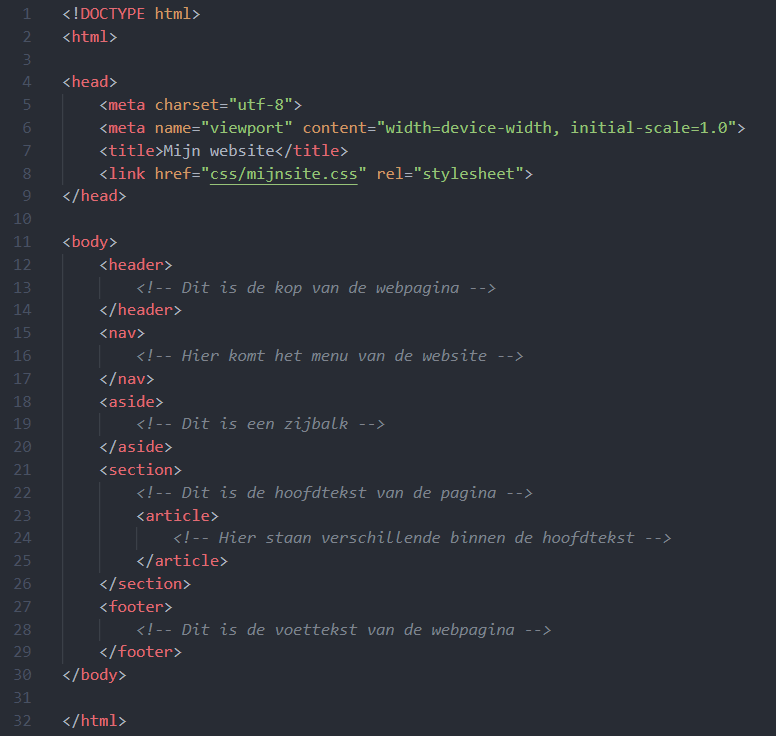 1 <!DOCTYPE html>
2 <html>
3
4 <head>
5     <meta charset="utf-8">
6     <meta name="viewport" content="width=device-width, initial-scale=1.0">
7     <title>Mijn website</title>
8     <link href="css/mijnsite.css" rel="stylesheet">
9 </head>
10
11 <body>
12     <header>
13         <!-- Dit is de kop van de webpagina -->
14     </header>
15     <nav>
16         <!-- Hier komt het menu van de website -->
17     </nav>
18     <aside>
19         <!-- Dit is een zijbalk -->
20     </aside>
21     <section>
22         <!-- Dit is de hoofdtekst van de pagina -->
23         <article>
24             <!-- Hier staan verschillende binnen de hoofdtekst -->
25         </article>
26     </section>
27     <footer>
28         <!-- Dit is de voettekst van de webpagina -->
29     </footer>
30 </body>
31
32 </html>